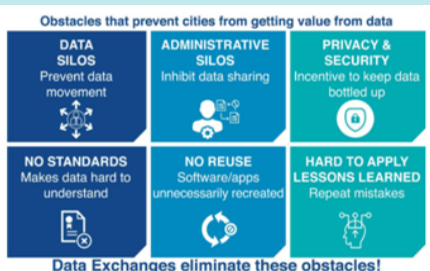 Obstacles that prevent cities from getting value from data
DATA
SILOS
Prevent data
movement
ADMINISTRATIVE
SILOS
Inhibit data sharing
PRIVACY &
SECURITY
Incentive to keep data
bottled up
NO STANDARDS
Makes data hard to
understand
NO REUSE
Software/apps
unnecessarily recreated
HARD TO APPLY
LESSONS LEARNED
Repeat mistakes
Data Exchanges eliminate these obstacles!